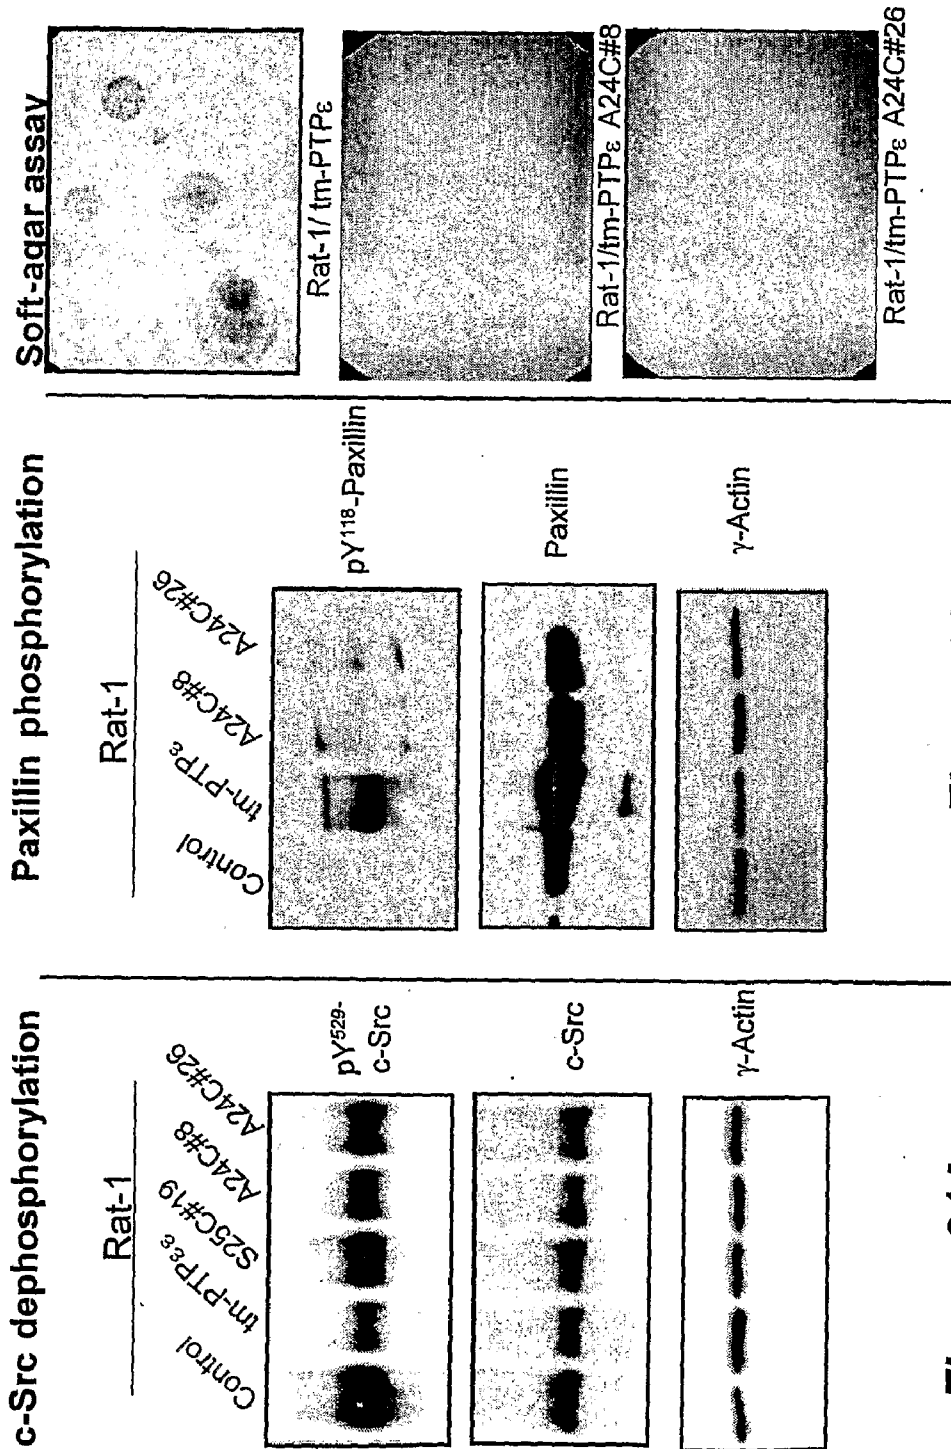 c-Src dephosphorylation
Rat-1
Control
tm-PTPεε
S25C#19
A24C#8
A24C#26
pY529-
c-Src
c-Src
γ-Actin
Paxillin phosphorylation
Rat-1
Control
tm-PTPε
A24C#8
A24C#26
pY118-Paxillin
Paxillin
γ-Actin
Soft-agar assay
Rat-1/ tm-PTPε
Rat-1/tm-PTPε A24C#8
Rat-1/tm-PTPε A24C#26